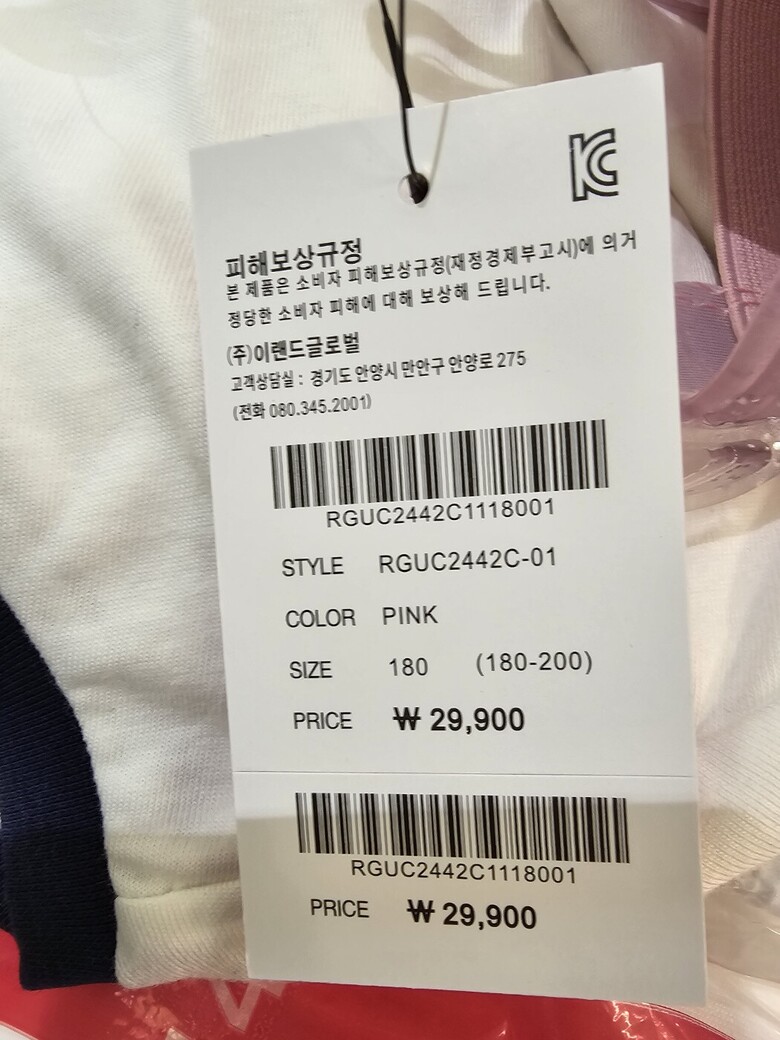 KC
피해보상규정
본 제품은 소비자 피해보상규정(재정경제부고시)에 의거
정당한 소비자 피해에 대해 보상해 드립니다.
(주)이랜드글로벌
고객상담실 : 경기도 안양시 만안구 안양로 275
(전화 080.345.2001)
RGUC2442C1118001
STYLE RGUC2442C-01
COLOR PINK
SIZE 180 (180-200)
PRICE ₩ 29,900
RGUC2442C1118001
PRICE ₩ 29,900